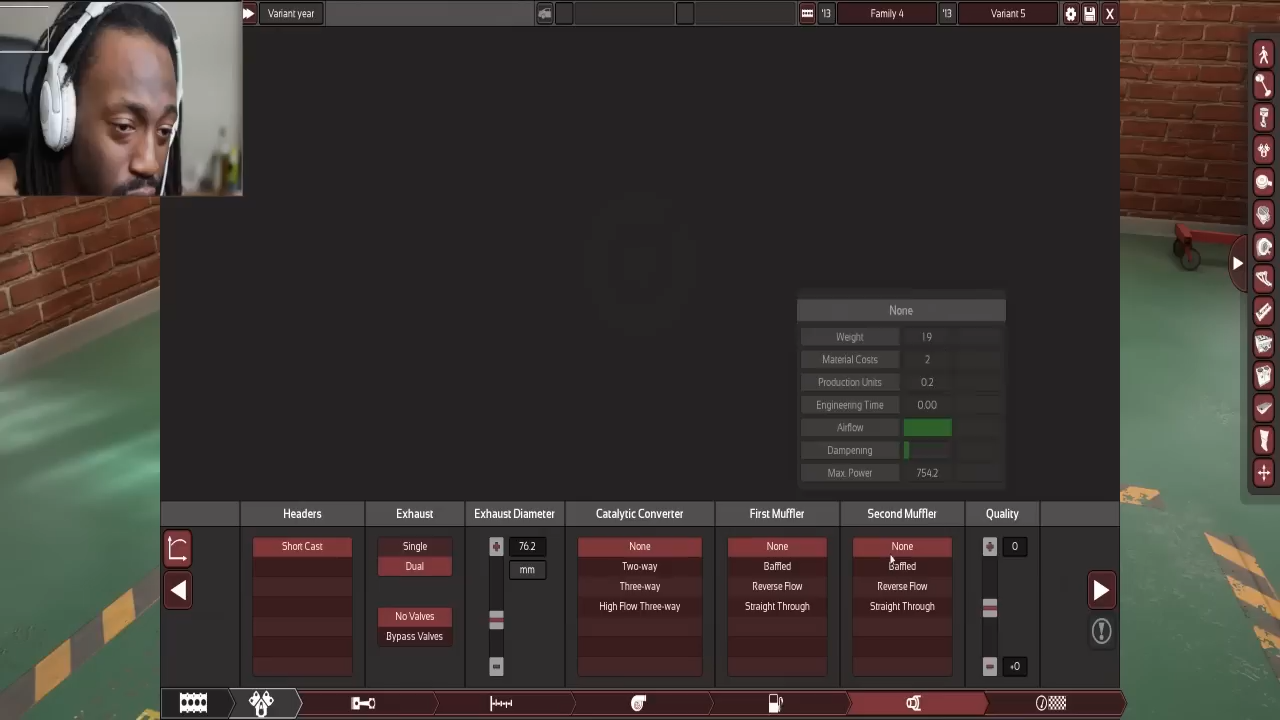 Variant year
'13
Family 4
'13
Variant 5
X
None
Weight 19
Material Costs 2
Production Units 0.2
Engineering Time 0.00
Airflow
Dampening
Max. Power 754.2
Headers
Exhaust
Exhaust Diameter
Catalytic Converter
First Muffler
Second Muffler
Quality
Short Cast
Single
Dual
No Valves
Bypass Valves
76.2
mm
None
Two-way
Three-way
High Flow Three-way
None
Baffled
Reverse Flow
Straight Through
None
Baffled
Reverse Flow
Straight Through
0
+0